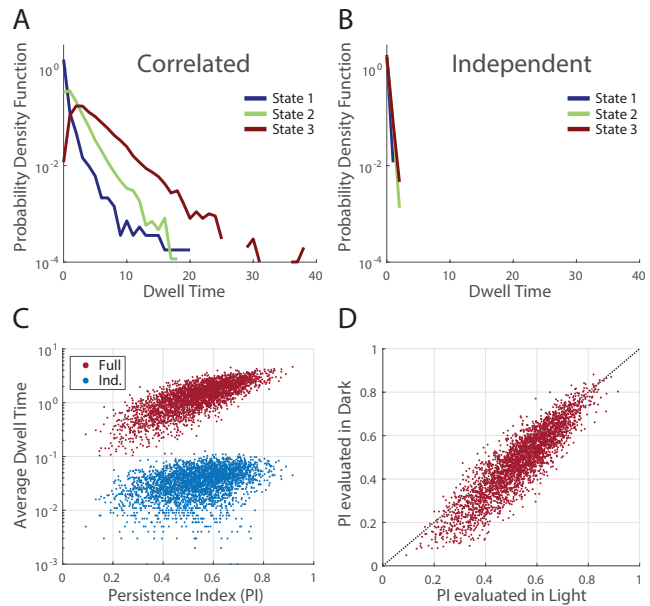 A
Correlated
Probability Density Function
10^0
10^-2
10^-4
State 1
State 2
State 3
0
10
20
30
40
Dwell Time
B
Independent
Probability Density Function
10^0
10^-2
10^-4
State 1
State 2
State 3
0
10
20
30
40
Dwell Time
C
Full
Ind.
Average Dwell Time
10^1
10^0
10^-1
10^-2
10^-3
0
0.2
0.4
0.6
0.8
1
Persistence Index (PI)
D
PI evaluated in Dark
1
0.8
0.6
0.4
0.2
0
0
0.2
0.4
0.6
0.8
1
PI evaluated in Light